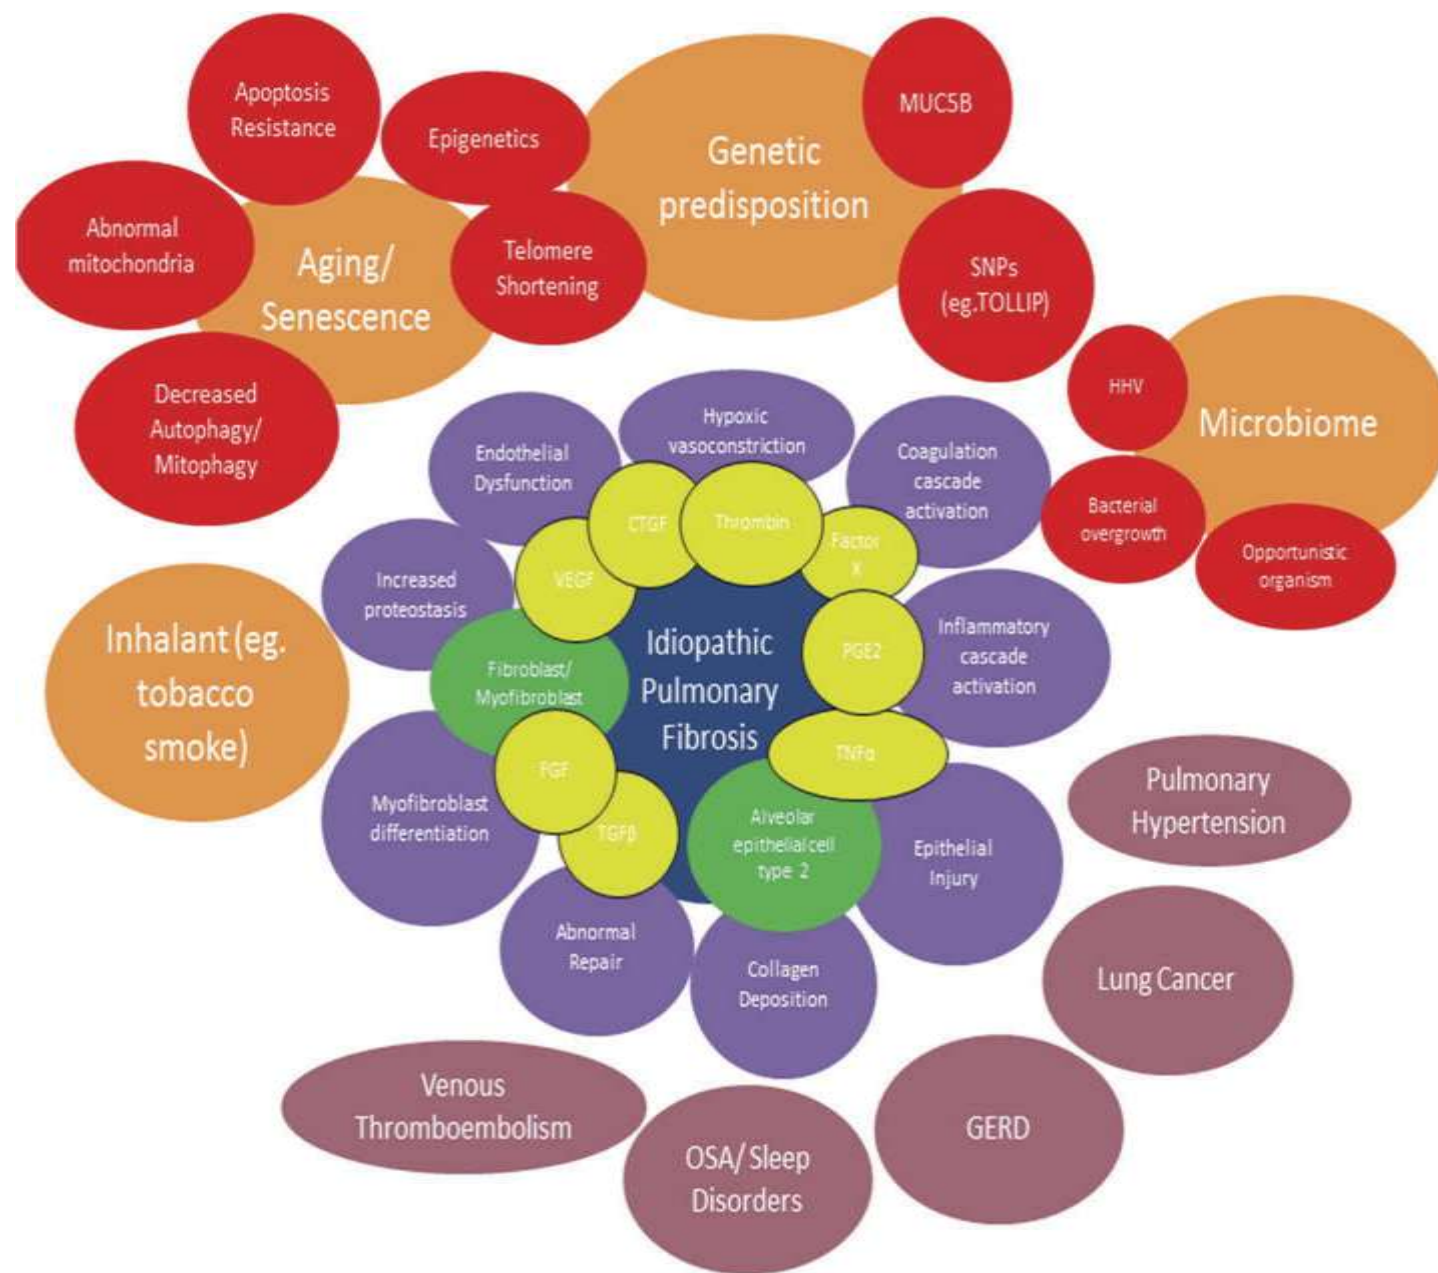 Apoptosis
Resistance
Epigenetics
Genetic
predisposition
MUC5B
Abnormal
mitochondria
Aging/
Senescence
Telomere
Shortening
SNPs
(eg.TOLLIP)
Decreased
Autophagy/
Mitophagy
HHV
Microbiome
Bacterial
overgrowth
Opportunistic
organism
Endothelial
Dysfunction
Hypoxic
vasoconstriction
Coagulation
cascade
activation
CTGF
Thrombin
Factor
X
VEGF
Increased
proteostasis
Inhalant (eg.
tobacco
smoke)
Fibroblast/
Myofibroblast
Idiopathic
Pulmonary
Fibrosis
PGE2
Inflammatory
cascade
activation
FGF
TNFα
Myofibroblast
differentiation
TGFβ
Alveolar
epithelial cell
type 2
Epithelial
Injury
Pulmonary
Hypertension
Abnormal
Repair
Collagen
Deposition
Lung Cancer
Venous
Thromboembolism
OSA/ Sleep
Disorders
GERD